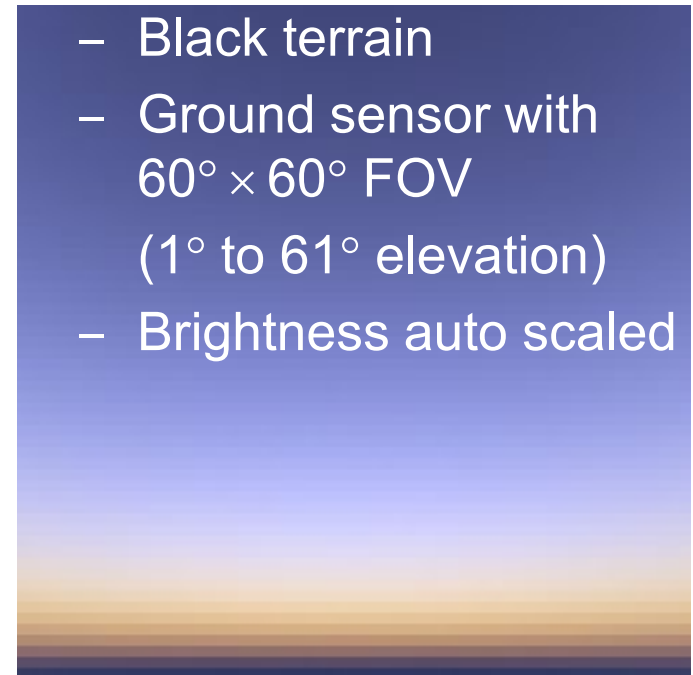 – Black terrain
– Ground sensor with
60° × 60° FOV
(1° to 61° elevation)
– Brightness auto scaled